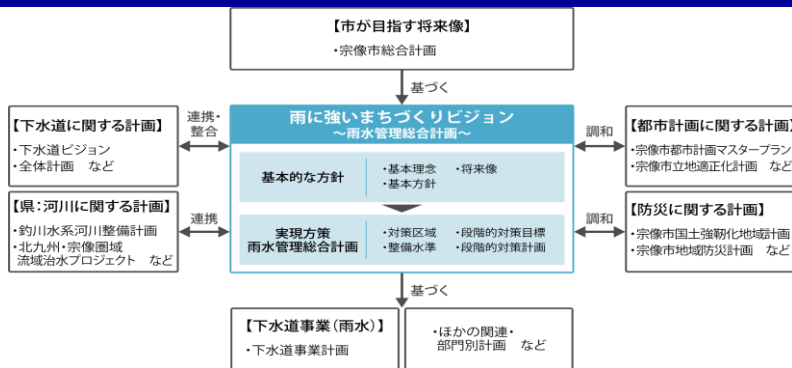 【市が目指す将来像】
・宗像市総合計画
基づく
【下水道に関する計画】
・下水道ビジョン
・全体計画　など
連携・
整合
雨に強いまちづくりビジョン
～雨水管理総合計画～
基本的な方針
・基本理念　・将来像
・基本方針
実現方策
雨水管理総合計画
・対策区域　・段階的対策目標
・整備水準　・段階的対策計画
調和
【都市計画に関する計画】
・宗像市都市計画マスタープラン
・宗像市立地適正化計画　など
【県:河川に関する計画】
・釣川水系河川整備計画
・北九州・宗像圏域
流域治水プロジェクト　など
連携
調和
【防災に関する計画】
・宗像市国土強靱化地域計画
・宗像市地域防災計画　など
基づく
【下水道事業（雨水）】
・下水道事業計画
・ほかの関連・
部門別計画　など